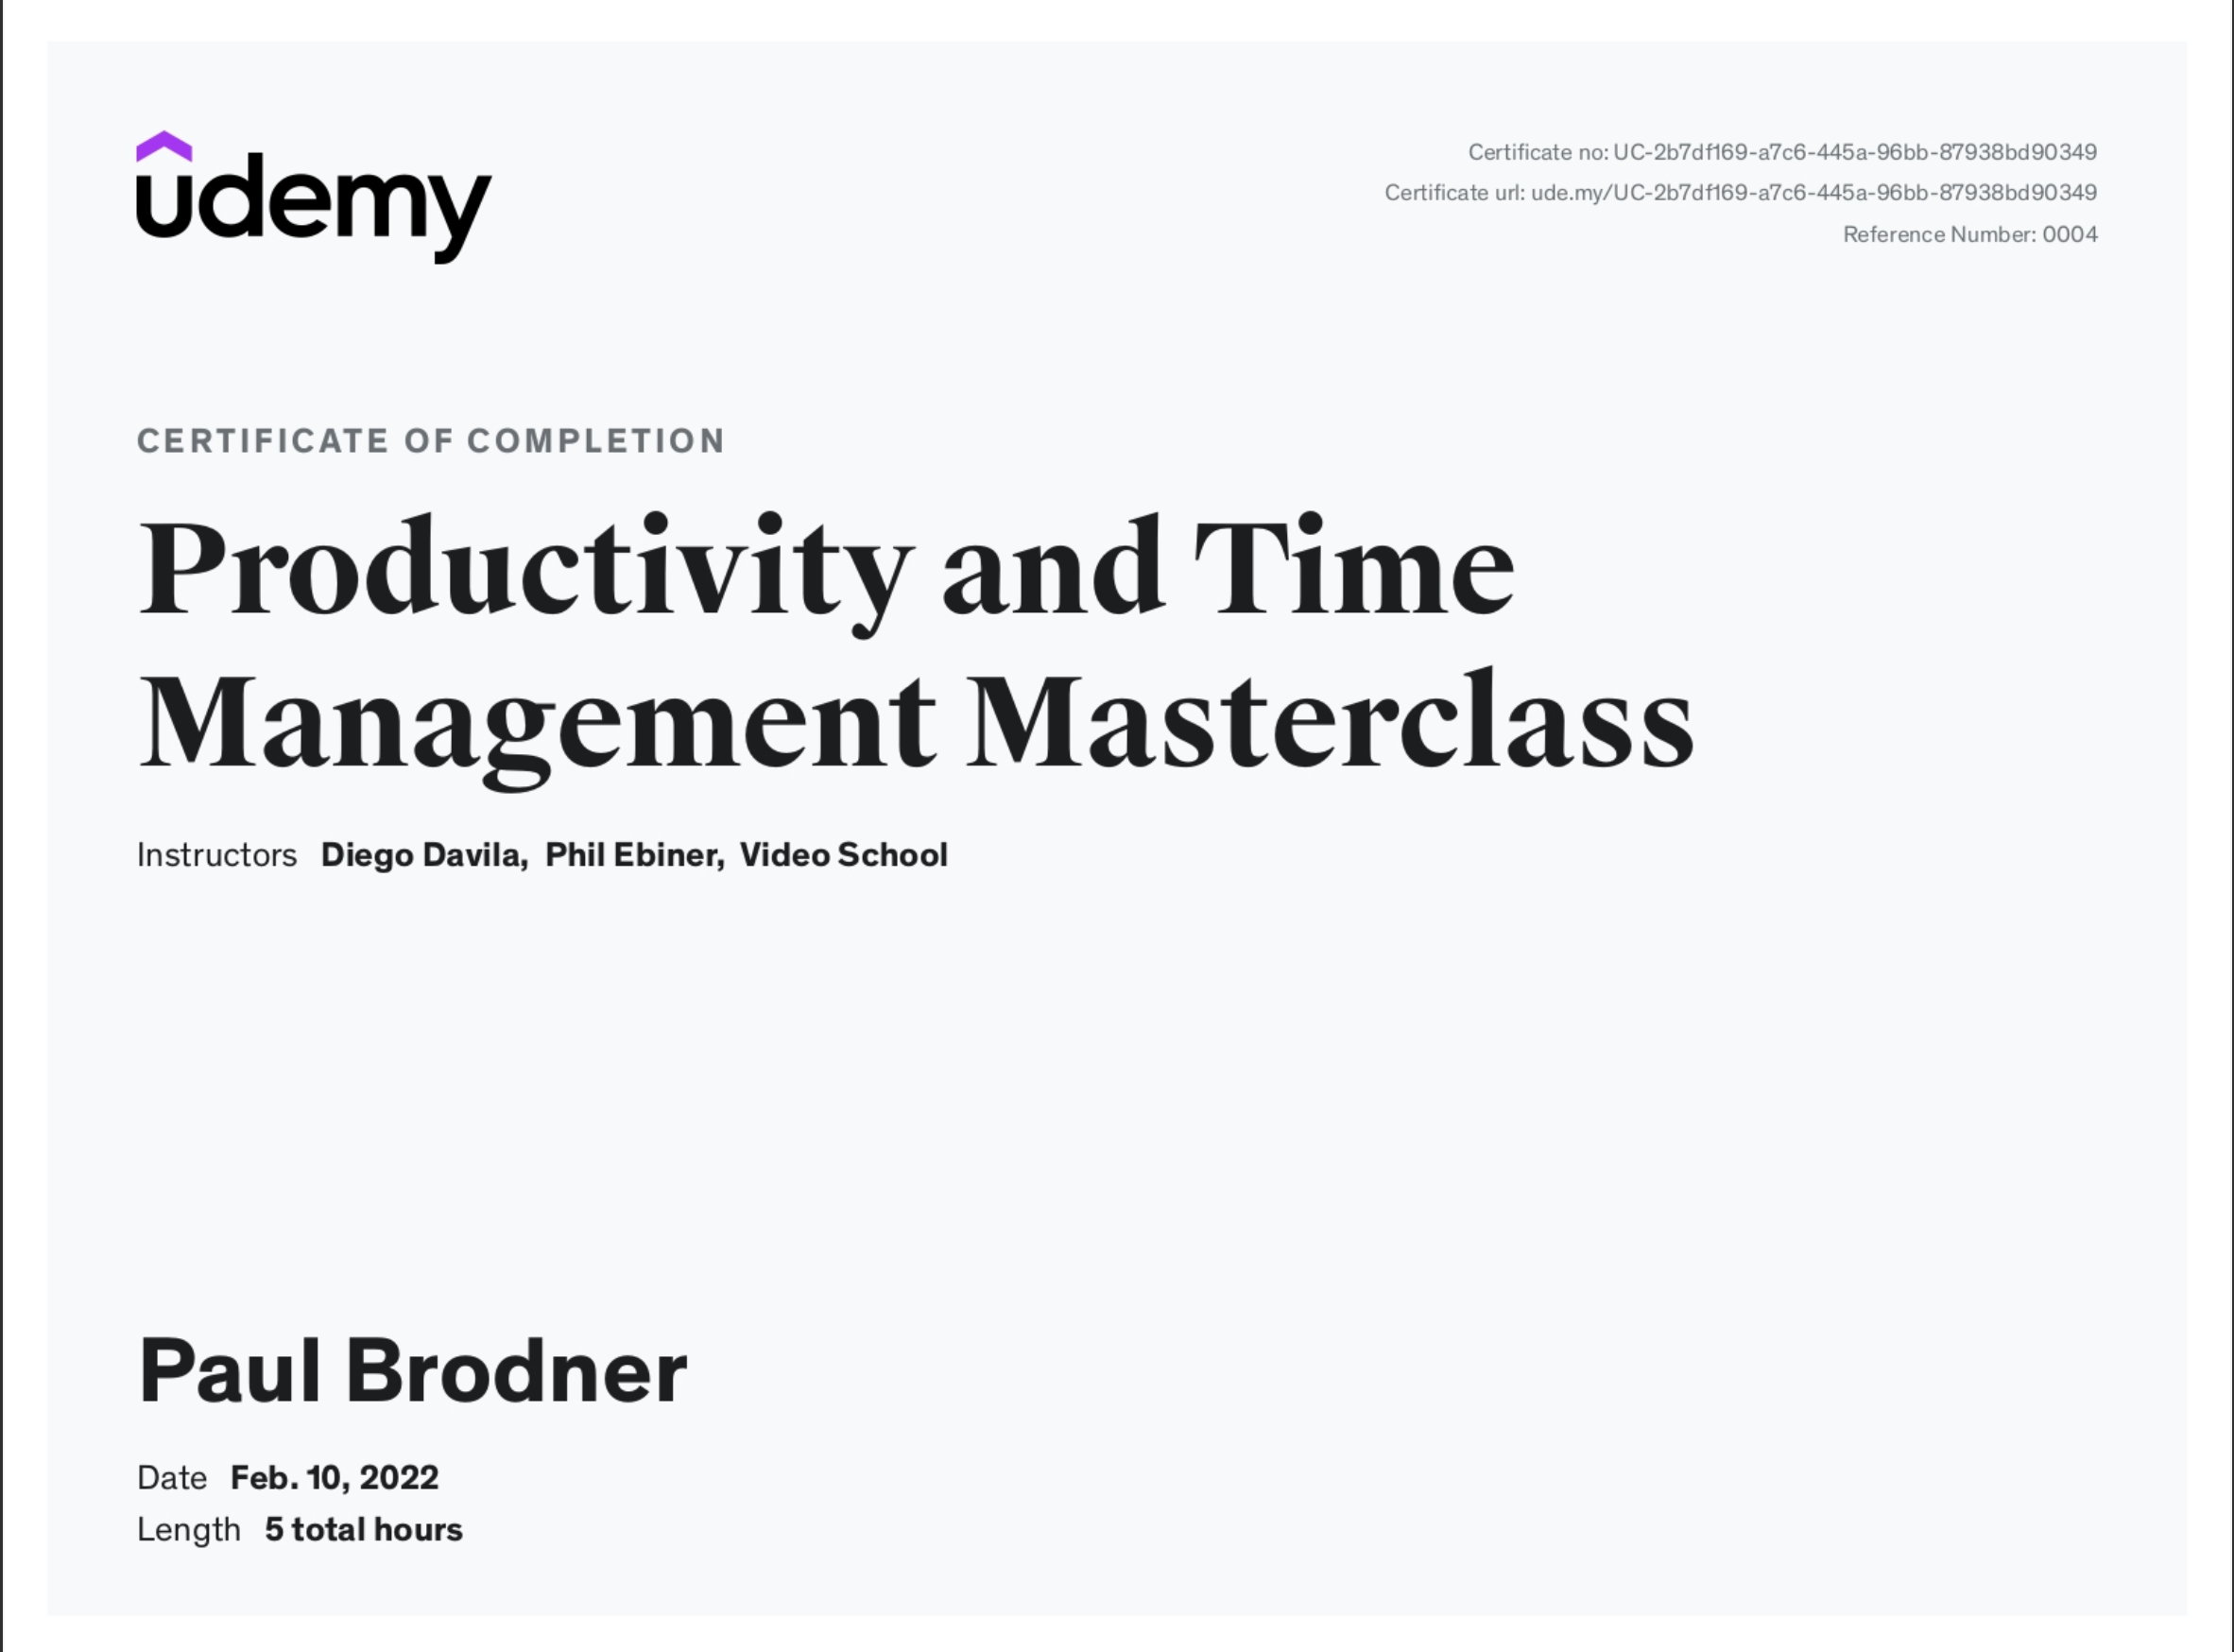 udemy
Certificate no: UC-2b7df169-a7c6-445a-96bb-87938bd90349
Certificate url: ude.my/UC-2b7df169-a7c6-445a-96bb-87938bd90349
Reference Number: 0004
CERTIFICATE OF COMPLETION
Productivity and Time
Management Masterclass
Instructors Diego Davila, Phil Ebiner, Video School
Paul Brodner
Date Feb. 10, 2022
Length 5 total hours